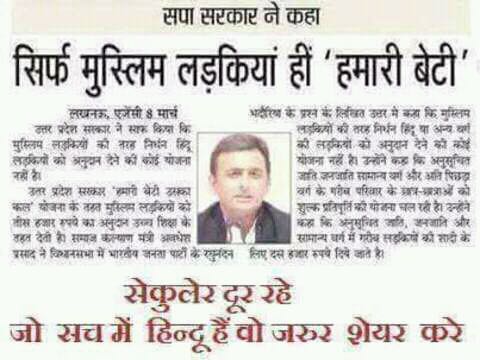 सपा सरकार ने कहा
सिर्फ मुस्लिम लड़कियां हीं 'हमारी बेटी'
लखनऊ, एजेंसी 8 मार्च
उत्तर प्रदेश सरकार ने साफ किया कि
मुस्लिम लड़कियों की तरह निर्धन हिंदू
लड़कियों को अनुदान देने की कोई योजना
नहीं है।
उत्तर प्रदेश सरकार 'हमारी बेटी उसका
कल' योजना के तहत मुस्लिम लड़कियों को
तीस हजार रुपये का अनुदान उच्च शिक्षा के
तहत देती है। समाज कल्याण मंत्री अवधेश
प्रसाद ने विधानसभा में भारतीय जनता पार्टी के रघुनंदन
भदौरिया के प्रश्न के लिखित उत्तर में कहा कि मुस्लिम
लड़कियों की तरह निर्धन हिंदू या अन्य वर्ग
की लड़कियों को अनुदान देने की कोई
योजना नहीं है। उन्होंने कहा कि अनुसूचित
जाति जनजाति सामान्य वर्ग और अति पिछड़ा
वर्ग के गरीब परिवार के छात्र-छात्राओं को
शुल्क प्रतिपूर्ति की योजना चल रही है। उन्होंने
कहा कि अनुसूचित जाति, जनजाति और
सामान्य वर्ग में गरीब लड़कियों की शादी के
लिए दस हजार रुपये दिये जाते है।
सेकुलेर दूर रहे
जो सच में हिन्दू हैं वो जरुर शेयर करे